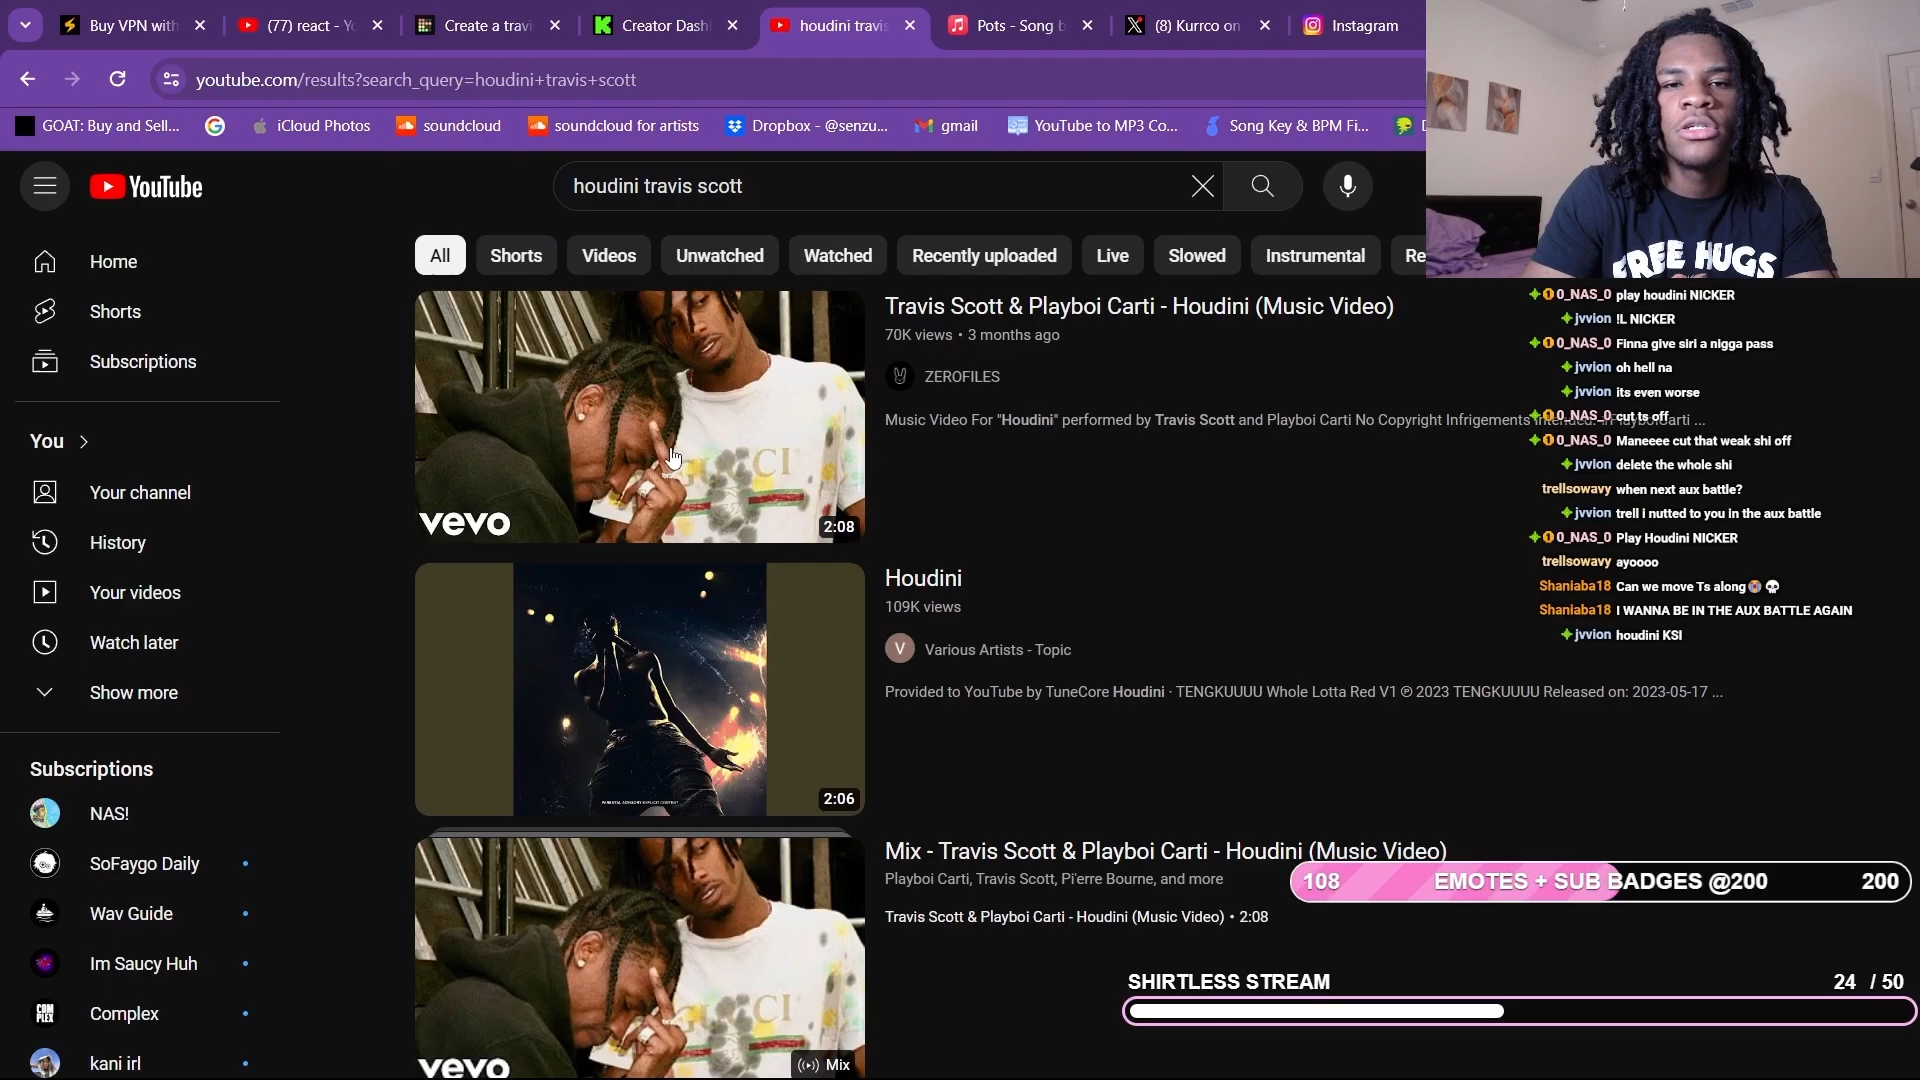 Buy VPN with
(77) react - Yo
Create a travi
Creator Dash
houdini travis
Pots - Song b
(8) Kurrco on
Instagram
youtube.com/results?search_query=houdini+travis+scott
GOAT: Buy and Sell...
iCloud Photos
soundcloud
soundcloud for artists
Dropbox - @senzu...
gmail
YouTube to MP3 Co...
Song Key & BPM Fi...
YouTube
houdini travis scott
FREE HUGS
Home
Shorts
Subscriptions
You
Your channel
History
Your videos
Watch later
Show more
Subscriptions
NAS!
SoFaygo Daily
Wav Guide
Im Saucy Huh
COMPLEX
Complex
kani irl
All
Shorts
Videos
Unwatched
Watched
Recently uploaded
Live
Slowed
Instrumental
Re
GUCCI
vevo
2:08
Travis Scott & Playboi Carti - Houdini (Music Video)
70K views • 3 months ago
ZEROFILES
Music Video For "Houdini" performed by Travis Scott and Playboi Carti No Copyright Infrigements Intended. #PlayboiCarti ...
PARENTAL ADVISORY EXPLICIT CONTENT
2:06
Houdini
109K views
V
Various Artists - Topic
Provided to YouTube by TuneCore Houdini · TENGKUUUU Whole Lotta Red V1 ℗ 2023 TENGKUUUU Released on: 2023-05-17 ...
GUCCI
vevo
Mix
Mix - Travis Scott & Playboi Carti - Houdini (Music Video)
Playboi Carti, Travis Scott, Pi'erre Bourne, and more
Travis Scott & Playboi Carti - Houdini (Music Video) • 2:08
0_NAS_0 play houdini NICKER
jvvion !L NICKER
0_NAS_0 Finna give siri a nigga pass
jvvion oh hell na
jvvion its even worse
0_NAS_0 cut ts off
0_NAS_0 Maneeee cut that weak shi off
jvvion delete the whole shi
trellsowavy when next aux battle?
jvvion trell i nutted to you in the aux battle
0_NAS_0 Play Houdini NICKER
trellsowavy ayoooo
Shaniaba18 Can we move Ts along😭💀
Shaniaba18 I WANNA BE IN THE AUX BATTLE AGAIN
jvvion houdini KSI
108 EMOTES + SUB BADGES @200 200
SHIRTLESS STREAM 24 / 50